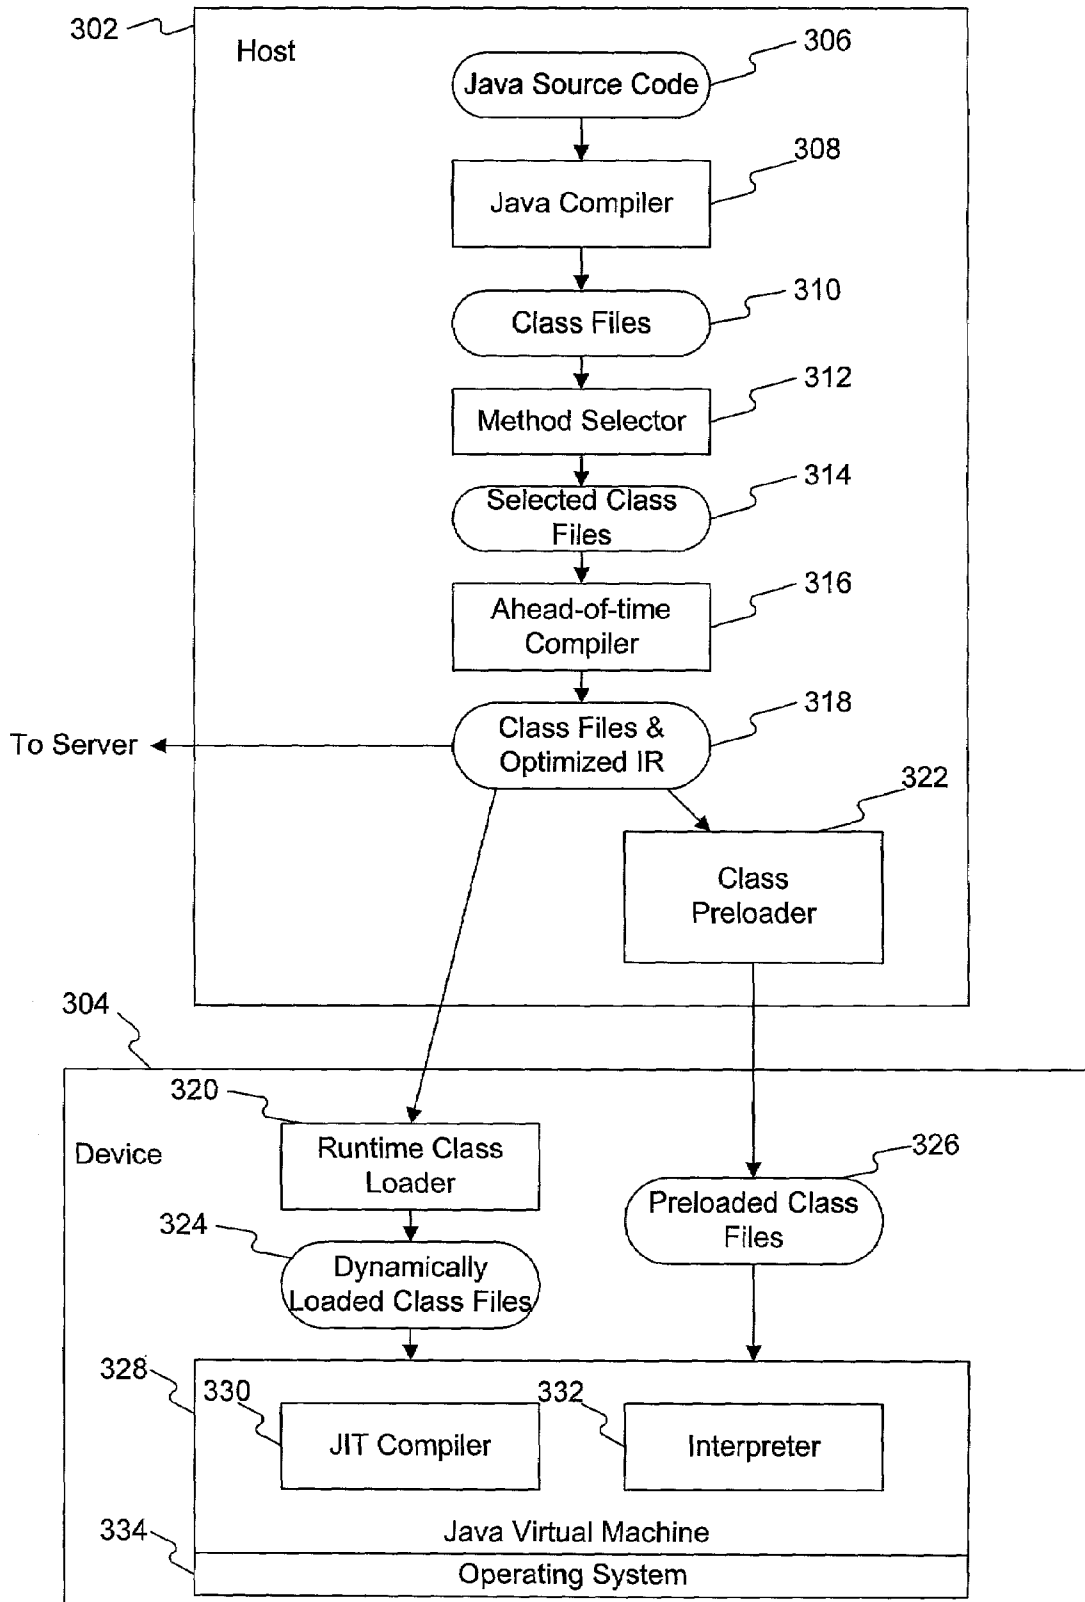 302
Host
306
Java Source Code
308
Java Compiler
310
Class Files
312
Method Selector
314
Selected Class
Files
316
Ahead-of-time
Compiler
318
Class Files &
Optimized IR
To Server
322
Class
Preloader
304
320
Device
Runtime Class
Loader
326
Preloaded Class
Files
324
Dynamically
Loaded Class Files
328
330
JIT Compiler
332
Interpreter
Java Virtual Machine
334
Operating System